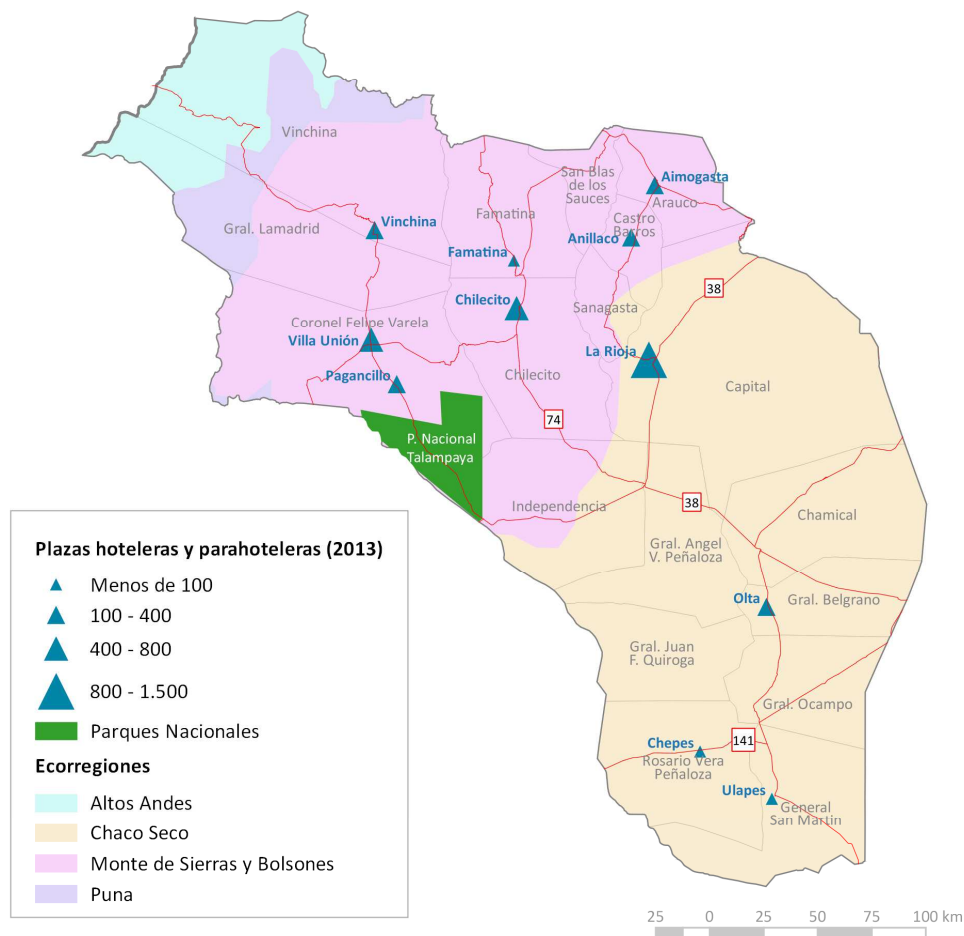 Vinchina
San Blas
de los
Sauces
Aimogasta
Arauco
Famatina
Castro
Barros
Vinchina
Gral. Lamadrid
Anillaco
Famatina
38
Chilecito
Sanagasta
Coronel Felipe Varela
Villa Unión
La Rioja
Pagancillo
Chilecito
Capital
74
P. Nacional
Talampaya
38
Independencia
Chamical
Gral. Angel
V. Peñaloza
Olta
Gral. Belgrano
Gral. Juan
F. Quiroga
Gral. Ocampo
141
Chepes
Rosario Vera
Peñaloza
Ulapes
General
San Martín
Plazas hoteleras y parahoteleras (2013)
Menos de 100
100 - 400
400 - 800
800 - 1.500
Parques Nacionales
Ecorregiones
Altos Andes
Chaco Seco
Monte de Sierras y Bolsones
Puna
25 0 25 50 75 100 km